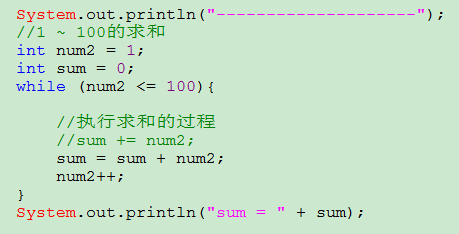 System.out.println("--------------------");
//1 ~ 100的求和
int num2 = 1;
int sum = 0;
while (num2 <= 100){
//执行求和的过程
//sum += num2;
sum = sum + num2;
num2++;
}
System.out.println("sum = " + sum);